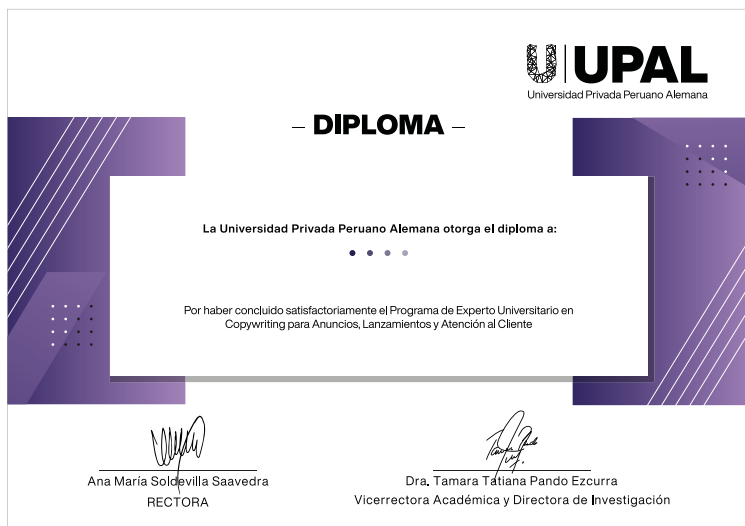 UPAL
Universidad Privada Peruano Alemana
– DIPLOMA –
La Universidad Privada Peruano Alemana otorga el diploma a:
Por haber concluido satisfactoriamente el Programa de Experto Universitario en
Copywriting para Anuncios, Lanzamientos y Atención al Cliente
Ana María Soldevilla Saavedra
RECTORA
Dra. Tamara Tatiana Pando Ezcurra
Vicerrectora Académica y Directora de Investigación